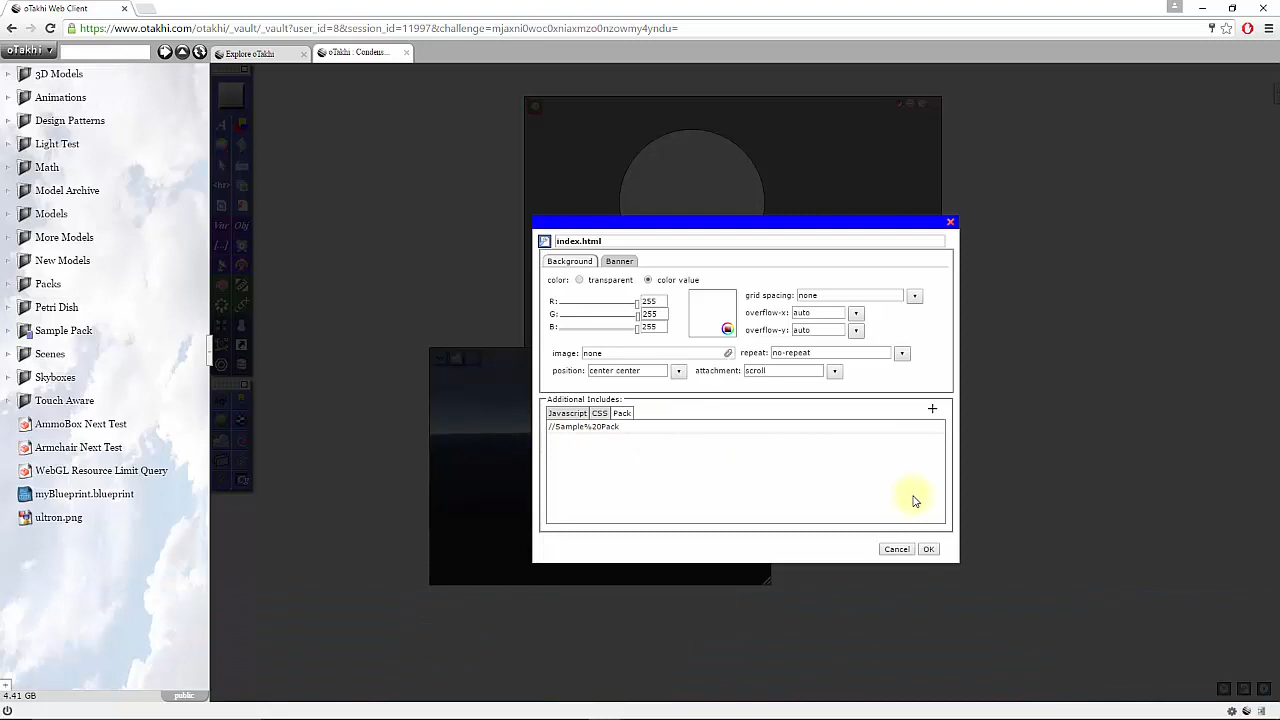 oTakhi Web Client
https://www.otakhi.com/otakhi/_vault/_vault?user_id=8&session_id=11997&challenge=mjaxni0woc0xniaxmzo0nzowmy4yndu=
oTakhi
Explore oTakhi
oTakhi : Condens...
3D Models
Animations
Design Patterns
Light Test
Math
Model Archive
Models
More Models
New Models
Packs
Petri Dish
Sample Pack
Scenes
Skyboxes
Touch Aware
AmmoBox Next Test
Armchair Next Test
WebGL Resource Limit Query
myBlueprint.blueprint
ultron.png
4.41 GB
public
A
<hr>
Var
Obj
[...]
index.html
Background
Banner
color:
transparent
color value
R:
255
G:
255
B:
255
grid spacing:
none
overflow-x:
auto
overflow-y:
auto
image:
none
repeat:
no-repeat
position:
center center
attachment:
scroll
Additional Includes:
Javascript
CSS
Pack
//Sample%20Pack
Cancel
OK